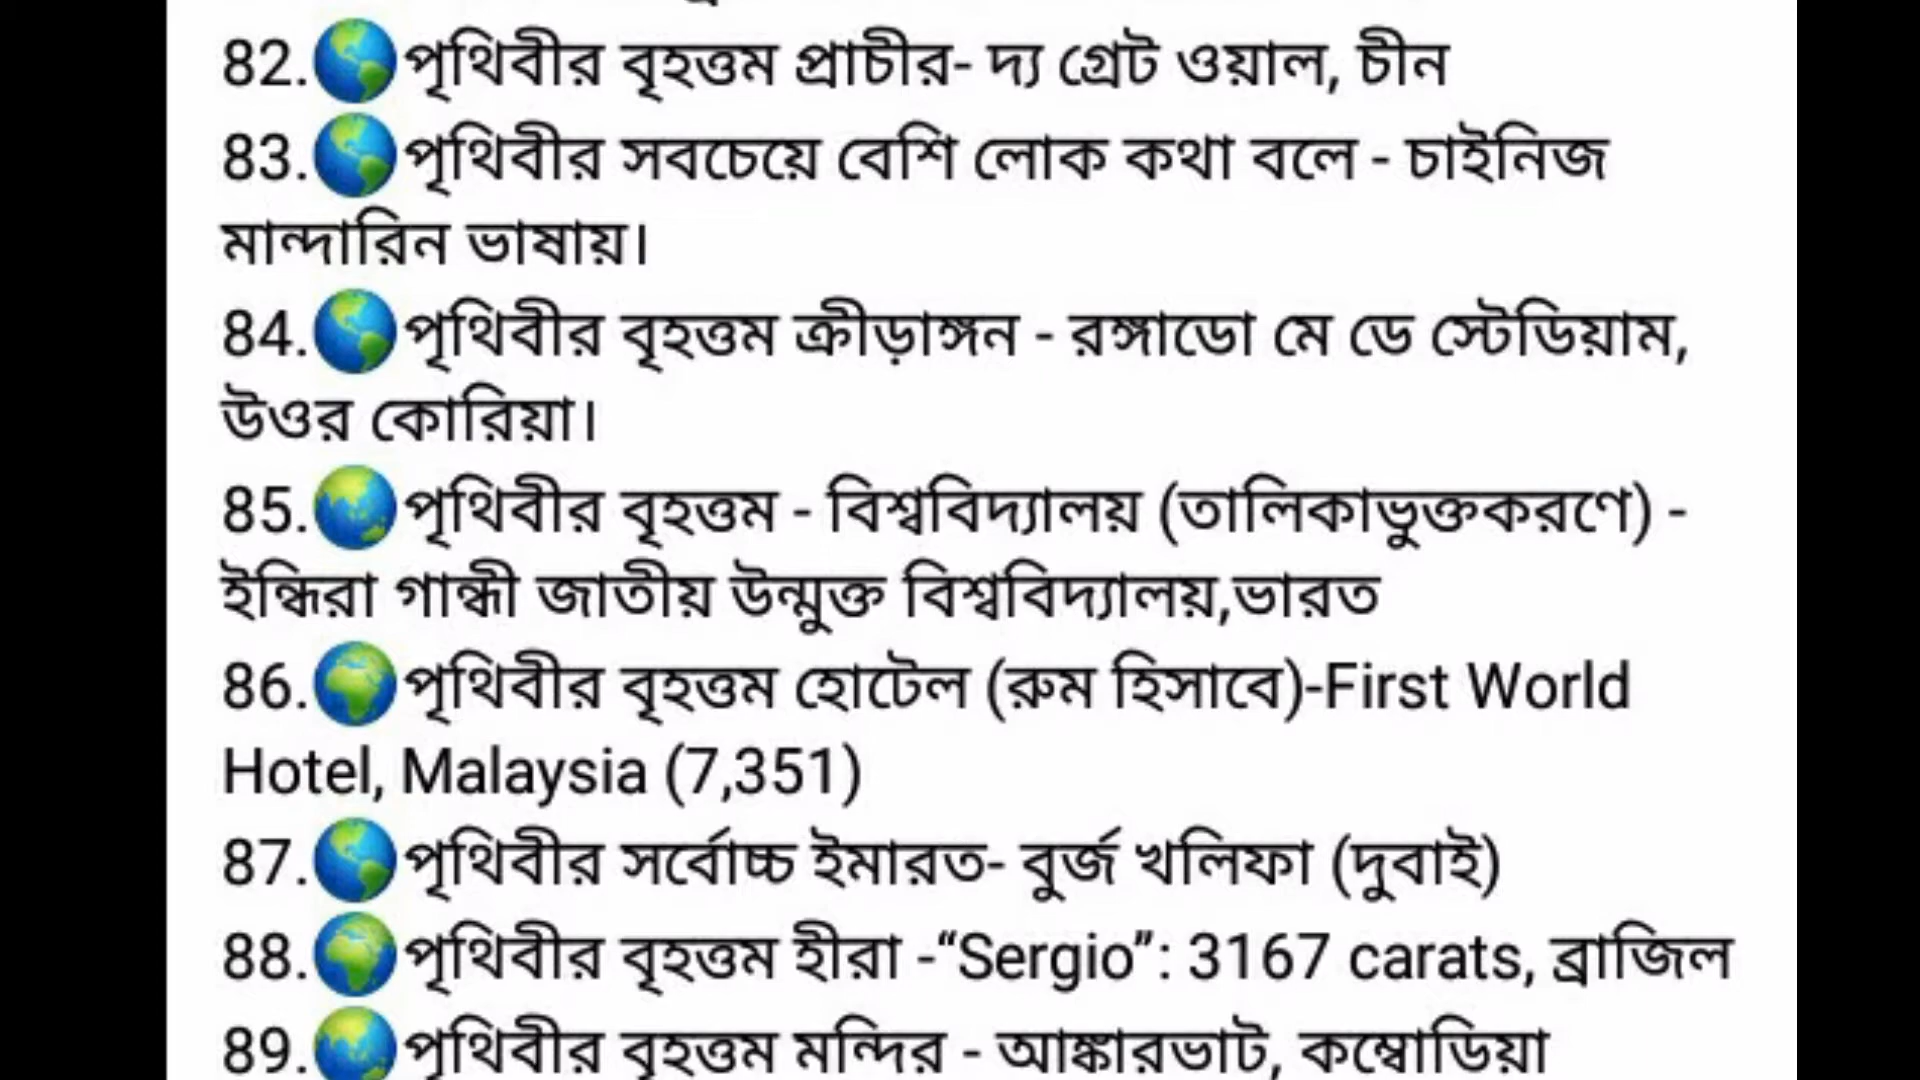 82.🌎পৃথিবীর বৃহত্তম প্রাচীর- দ্য গ্রেট ওয়াল, চীন
83.🌎পৃথিবীর সবচেয়ে বেশি লোক কথা বলে - চাইনিজ
মান্দারিন ভাষায়।
84.🌎পৃথিবীর বৃহত্তম ক্রীড়াঙ্গন - রঙ্গাডো মে ডে স্টেডিয়াম,
উওর কোরিয়া।
85.🌏পৃথিবীর বৃহত্তম - বিশ্ববিদ্যালয় (তালিকাভুক্তকরণে) -
ইন্ধিরা গান্ধী জাতীয় উন্মুক্ত বিশ্ববিদ্যালয়,ভারত
86.🌍পৃথিবীর বৃহত্তম হোটেল (রুম হিসাবে)-First World
Hotel, Malaysia (7,351)
87.🌎পৃথিবীর সর্বোচ্চ ইমারত- বুর্জ খলিফা (দুবাই)
88.🌍পৃথিবীর বৃহত্তম হীরা -“Sergio”: 3167 carats, ব্রাজিল
89.🌏পৃথিবীর বৃহত্তম মন্দির - আঙ্কারভাট, কম্বোডিয়া